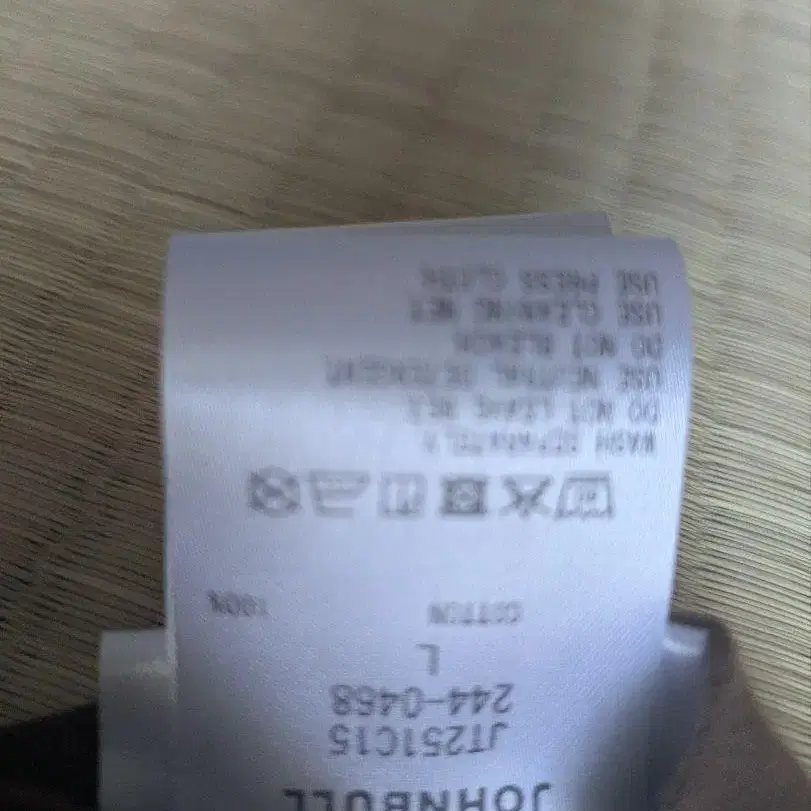 JOHNBULL
JT251C15
244-0468
L
COTTON 100%
WASH SEPARATELY
DO NOT LEAVE WET
USE NEUTRAL DETERGENT
DO NOT BLEACH
USE CLEANING NET
USE PRESS CLOTH